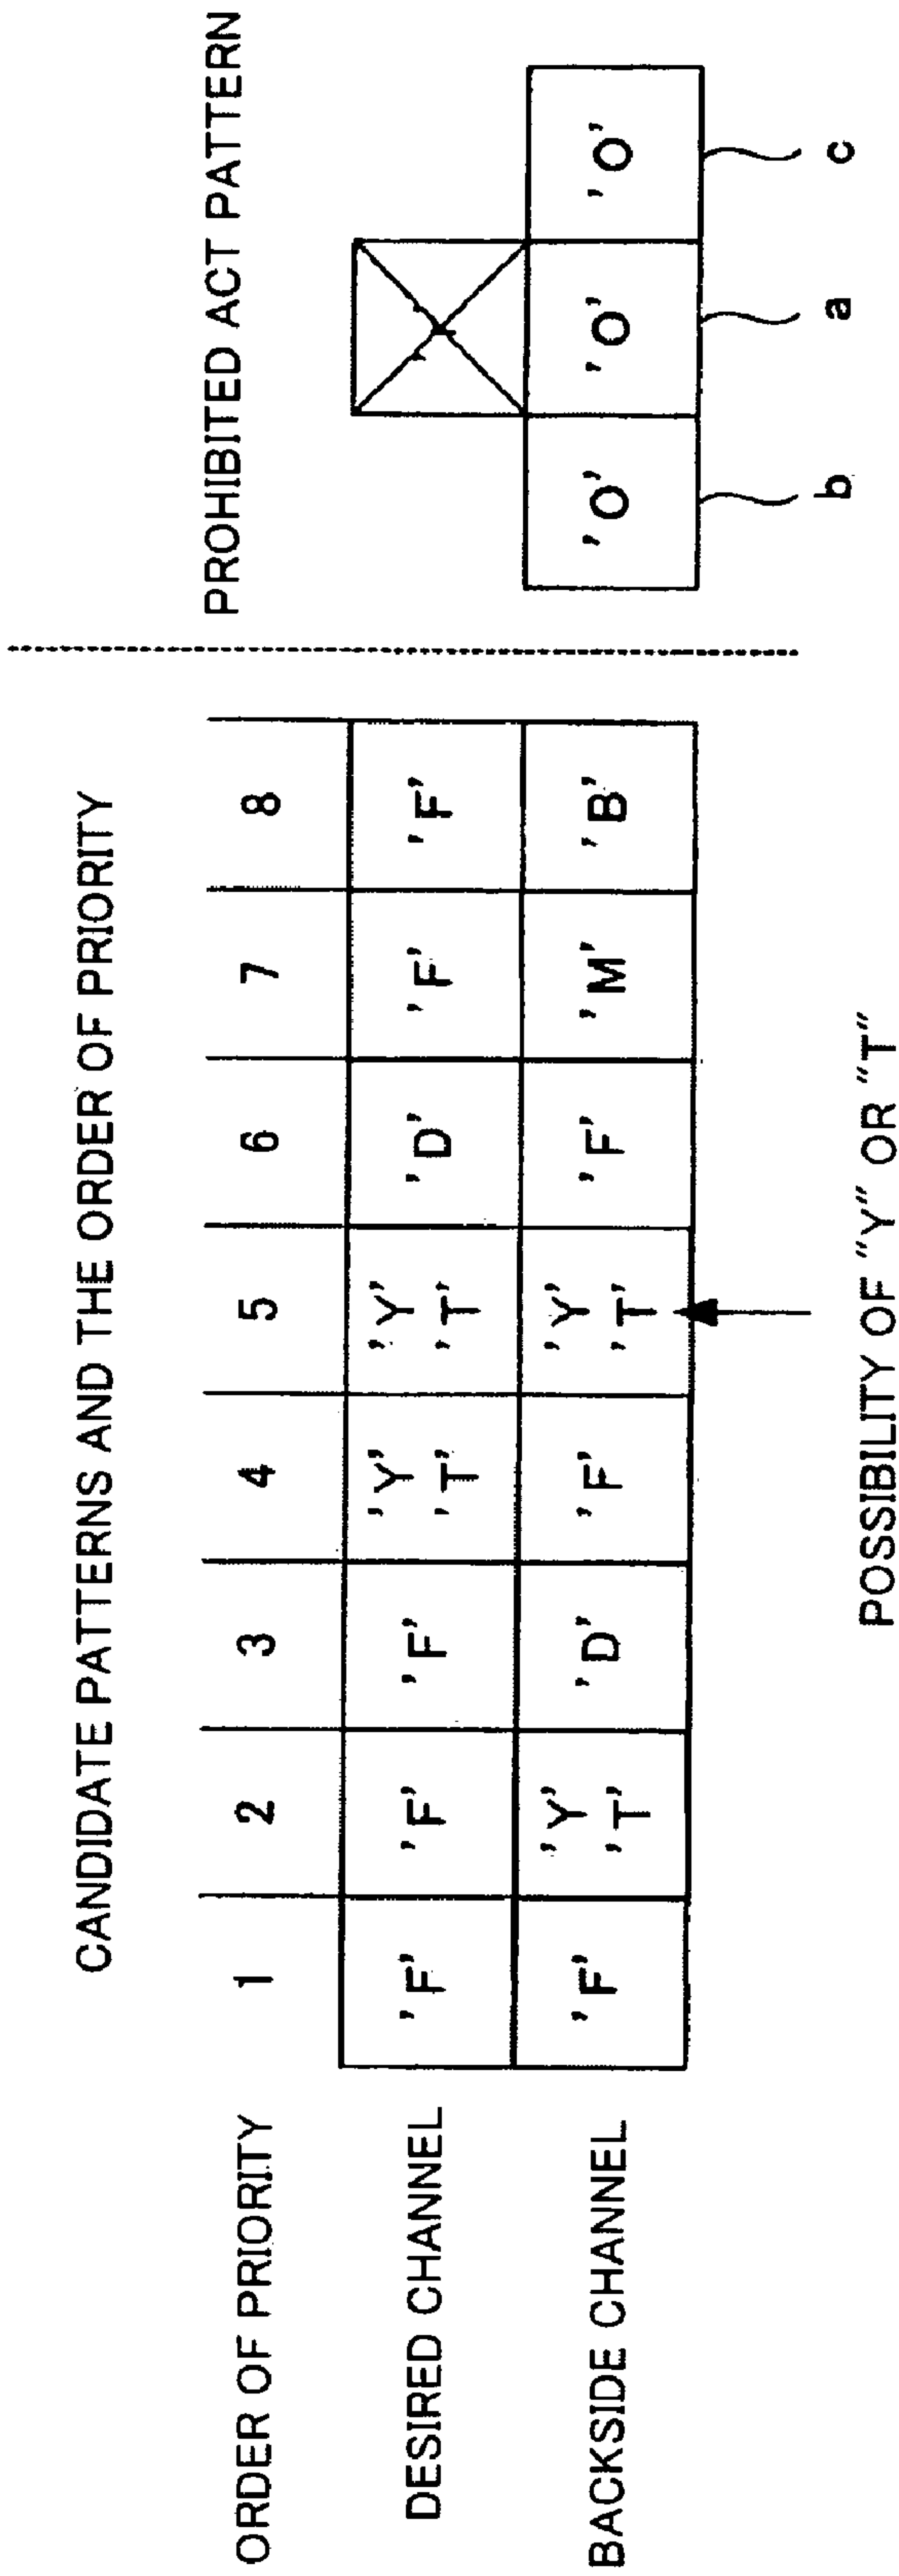 CANDIDATE PATTERNS AND THE ORDER OF PRIORITY
ORDER OF PRIORITY 1 2 3 4 5 6 7 8
DESIRED CHANNEL 'F' 'F' 'F' 'Y' 'T' 'Y' 'T' 'D' 'F' 'F'
BACKSIDE CHANNEL 'F' 'Y' 'T' 'D' 'F' 'Y' 'T' 'F' 'M' 'B'
POSSIBILITY OF "Y" OR "T"
PROHIBITED ACT PATTERN
'O' 'O' 'O'
b a c